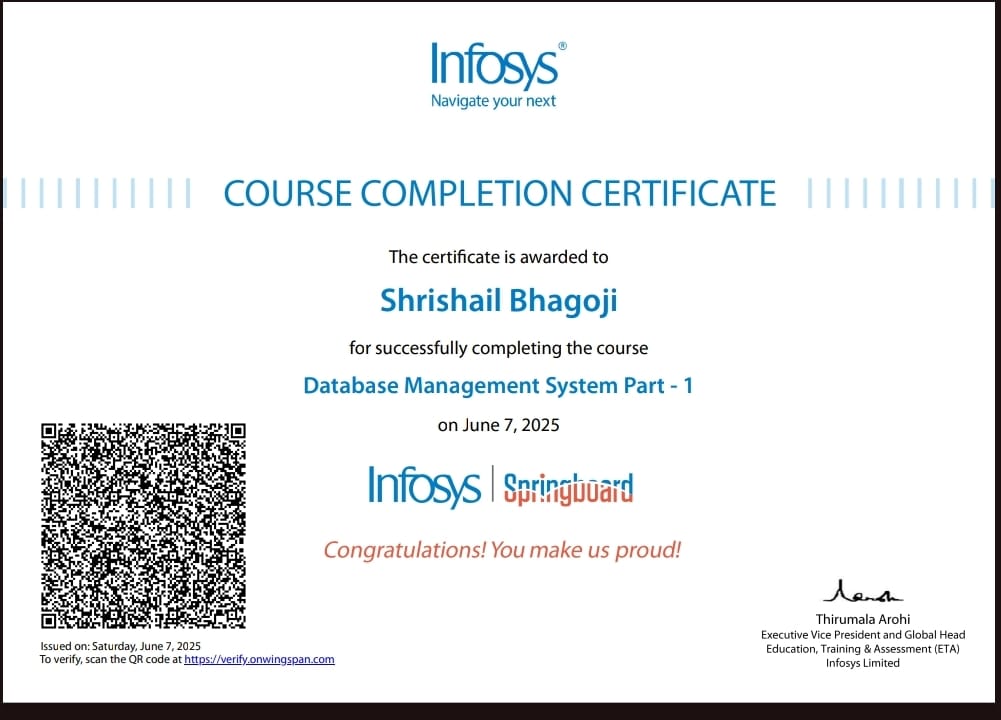 Infosys®
Navigate your next
COURSE COMPLETION CERTIFICATE
The certificate is awarded to
Shrishail Bhagoji
for successfully completing the course
Database Management System Part - 1
on June 7, 2025
Infosys | Springboard
Congratulations! You make us proud!
Issued on: Saturday, June 7, 2025
To verify, scan the QR code at https://verify.onwingspan.com
Thirumala Arohi
Executive Vice President and Global Head
Education, Training & Assessment (ETA)
Infosys Limited